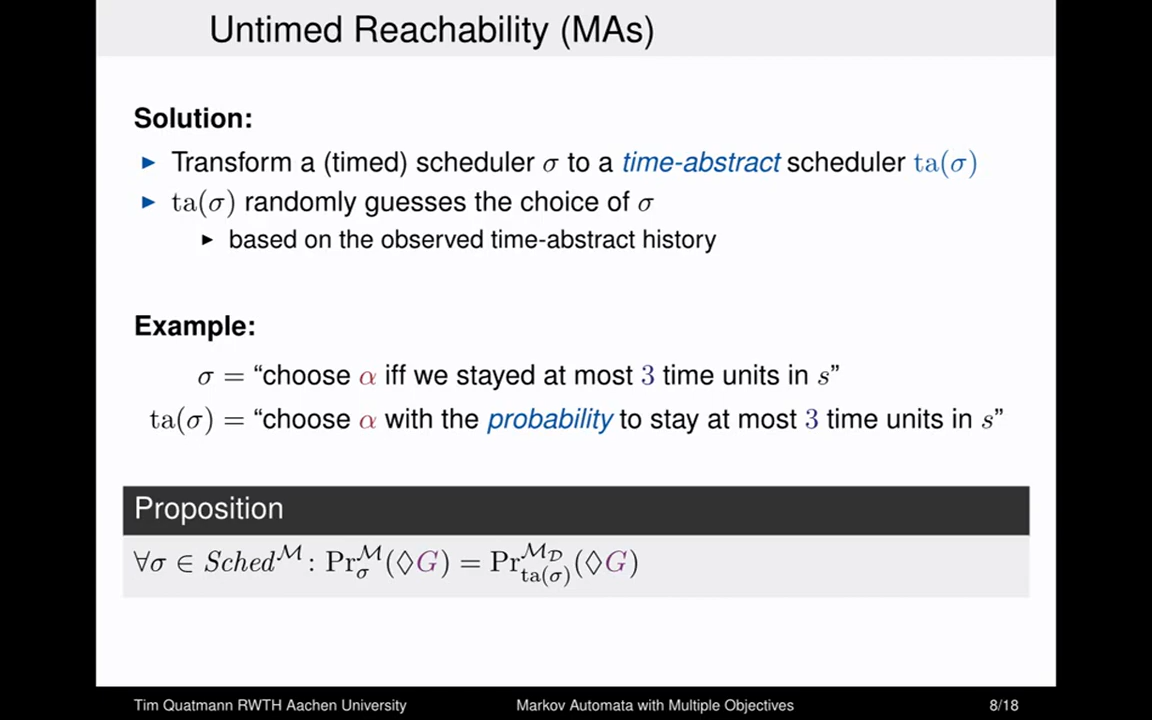 Untimed Reachability (MAs)
Solution:
▶ Transform a (timed) scheduler σ to a time-abstract scheduler ta(σ)
▶ ta(σ) randomly guesses the choice of σ
▶ based on the observed time-abstract history
Example:
σ = “choose α iff we stayed at most 3 time units in s”
ta(σ) = “choose α with the probability to stay at most 3 time units in s”
Proposition
∀σ ∈ Sched^ℳ : Pr_σ^ℳ(◊G) = Pr_ta(σ)^ℳ_𝒟(◊G)
Tim Quatmann RWTH Aachen University Markov Automata with Multiple Objectives 8/18